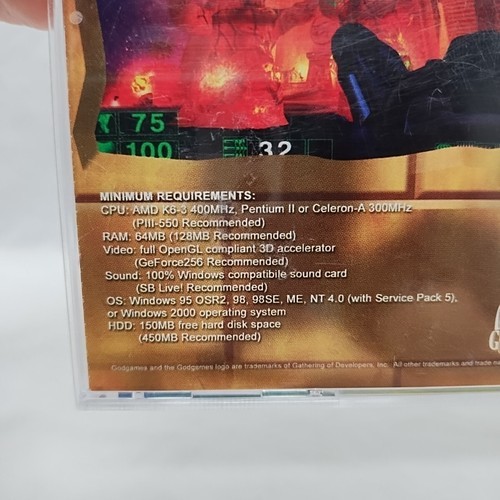 75
100
32
MINIMUM REQUIREMENTS:
CPU: AMD K6-3 400MHz, Pentium II or Celeron-A 300MHz
(PIII-550 Recommended)
RAM: 64MB (128MB Recommended)
Video: full OpenGL compliant 3D accelerator
(GeForce256 Recommended)
Sound: 100% Windows compatible sound card
(SB Live! Recommended)
OS: Windows 95 OSR2, 98, 98SE, ME, NT 4.0 (with Service Pack 5),
or Windows 2000 operating system
HDD: 150MB free hard disk space
(450MB Recommended)
Godgames and the Godgames logo are trademarks of Gathering of Developers, Inc. All other trademarks and trade na